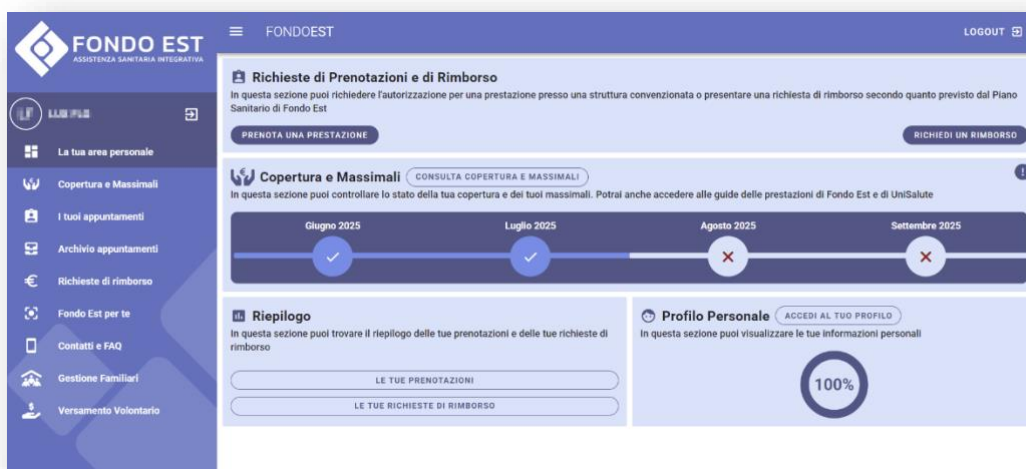 FONDO EST
ASSISTENZA SANITARIA INTEGRATIVA
La tua area personale
Copertura e Massimali
I tuoi appuntamenti
Archivio appuntamenti
Richieste di rimborso
Fondo Est per te
Contatti e FAQ
Gestione Familiari
Versamento Volontario
FONDOEST
LOGOUT
Richieste di Prenotazioni e di Rimborso
In questa sezione puoi richiedere l'autorizzazione per una prestazione presso una struttura convenzionata o presentare una richiesta di rimborso secondo quanto previsto dal Piano
Sanitario di Fondo Est
PRENOTA UNA PRESTAZIONE
RICHIEDI UN RIMBORSO
Copertura e Massimali CONSULTA COPERTURA E MASSIMALI
In questa sezione puoi controllare lo stato della tua copertura e dei tuoi massimali. Potrai anche accedere alle guide delle prestazioni di Fondo Est e di UniSalute
Giugno 2025 Luglio 2025 Agosto 2025 Settembre 2025
Riepilogo
In questa sezione puoi trovare il riepilogo delle tue prenotazioni e delle tue richieste di
rimborso
LE TUE PRENOTAZIONI
LE TUE RICHIESTE DI RIMBORSO
Profilo Personale ACCEDI AL TUO PROFILO
In questa sezione puoi visualizzare le tue informazioni personali
100%